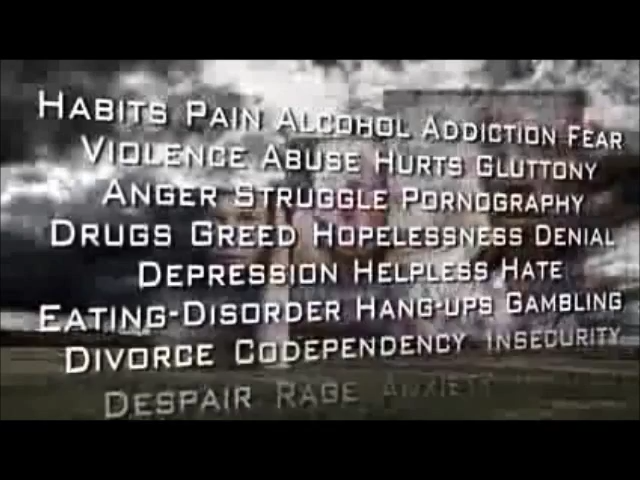 Habits Pain Alcohol Addiction Fear
Violence Abuse Hurts Gluttony
Anger Struggle Pornography
Drugs Greed Hopelessness Denial
Depression Helpless Hate
Eating-Disorder Hang-ups Gambling
Divorce Codependency Insecurity
Despair Rage Anxiety